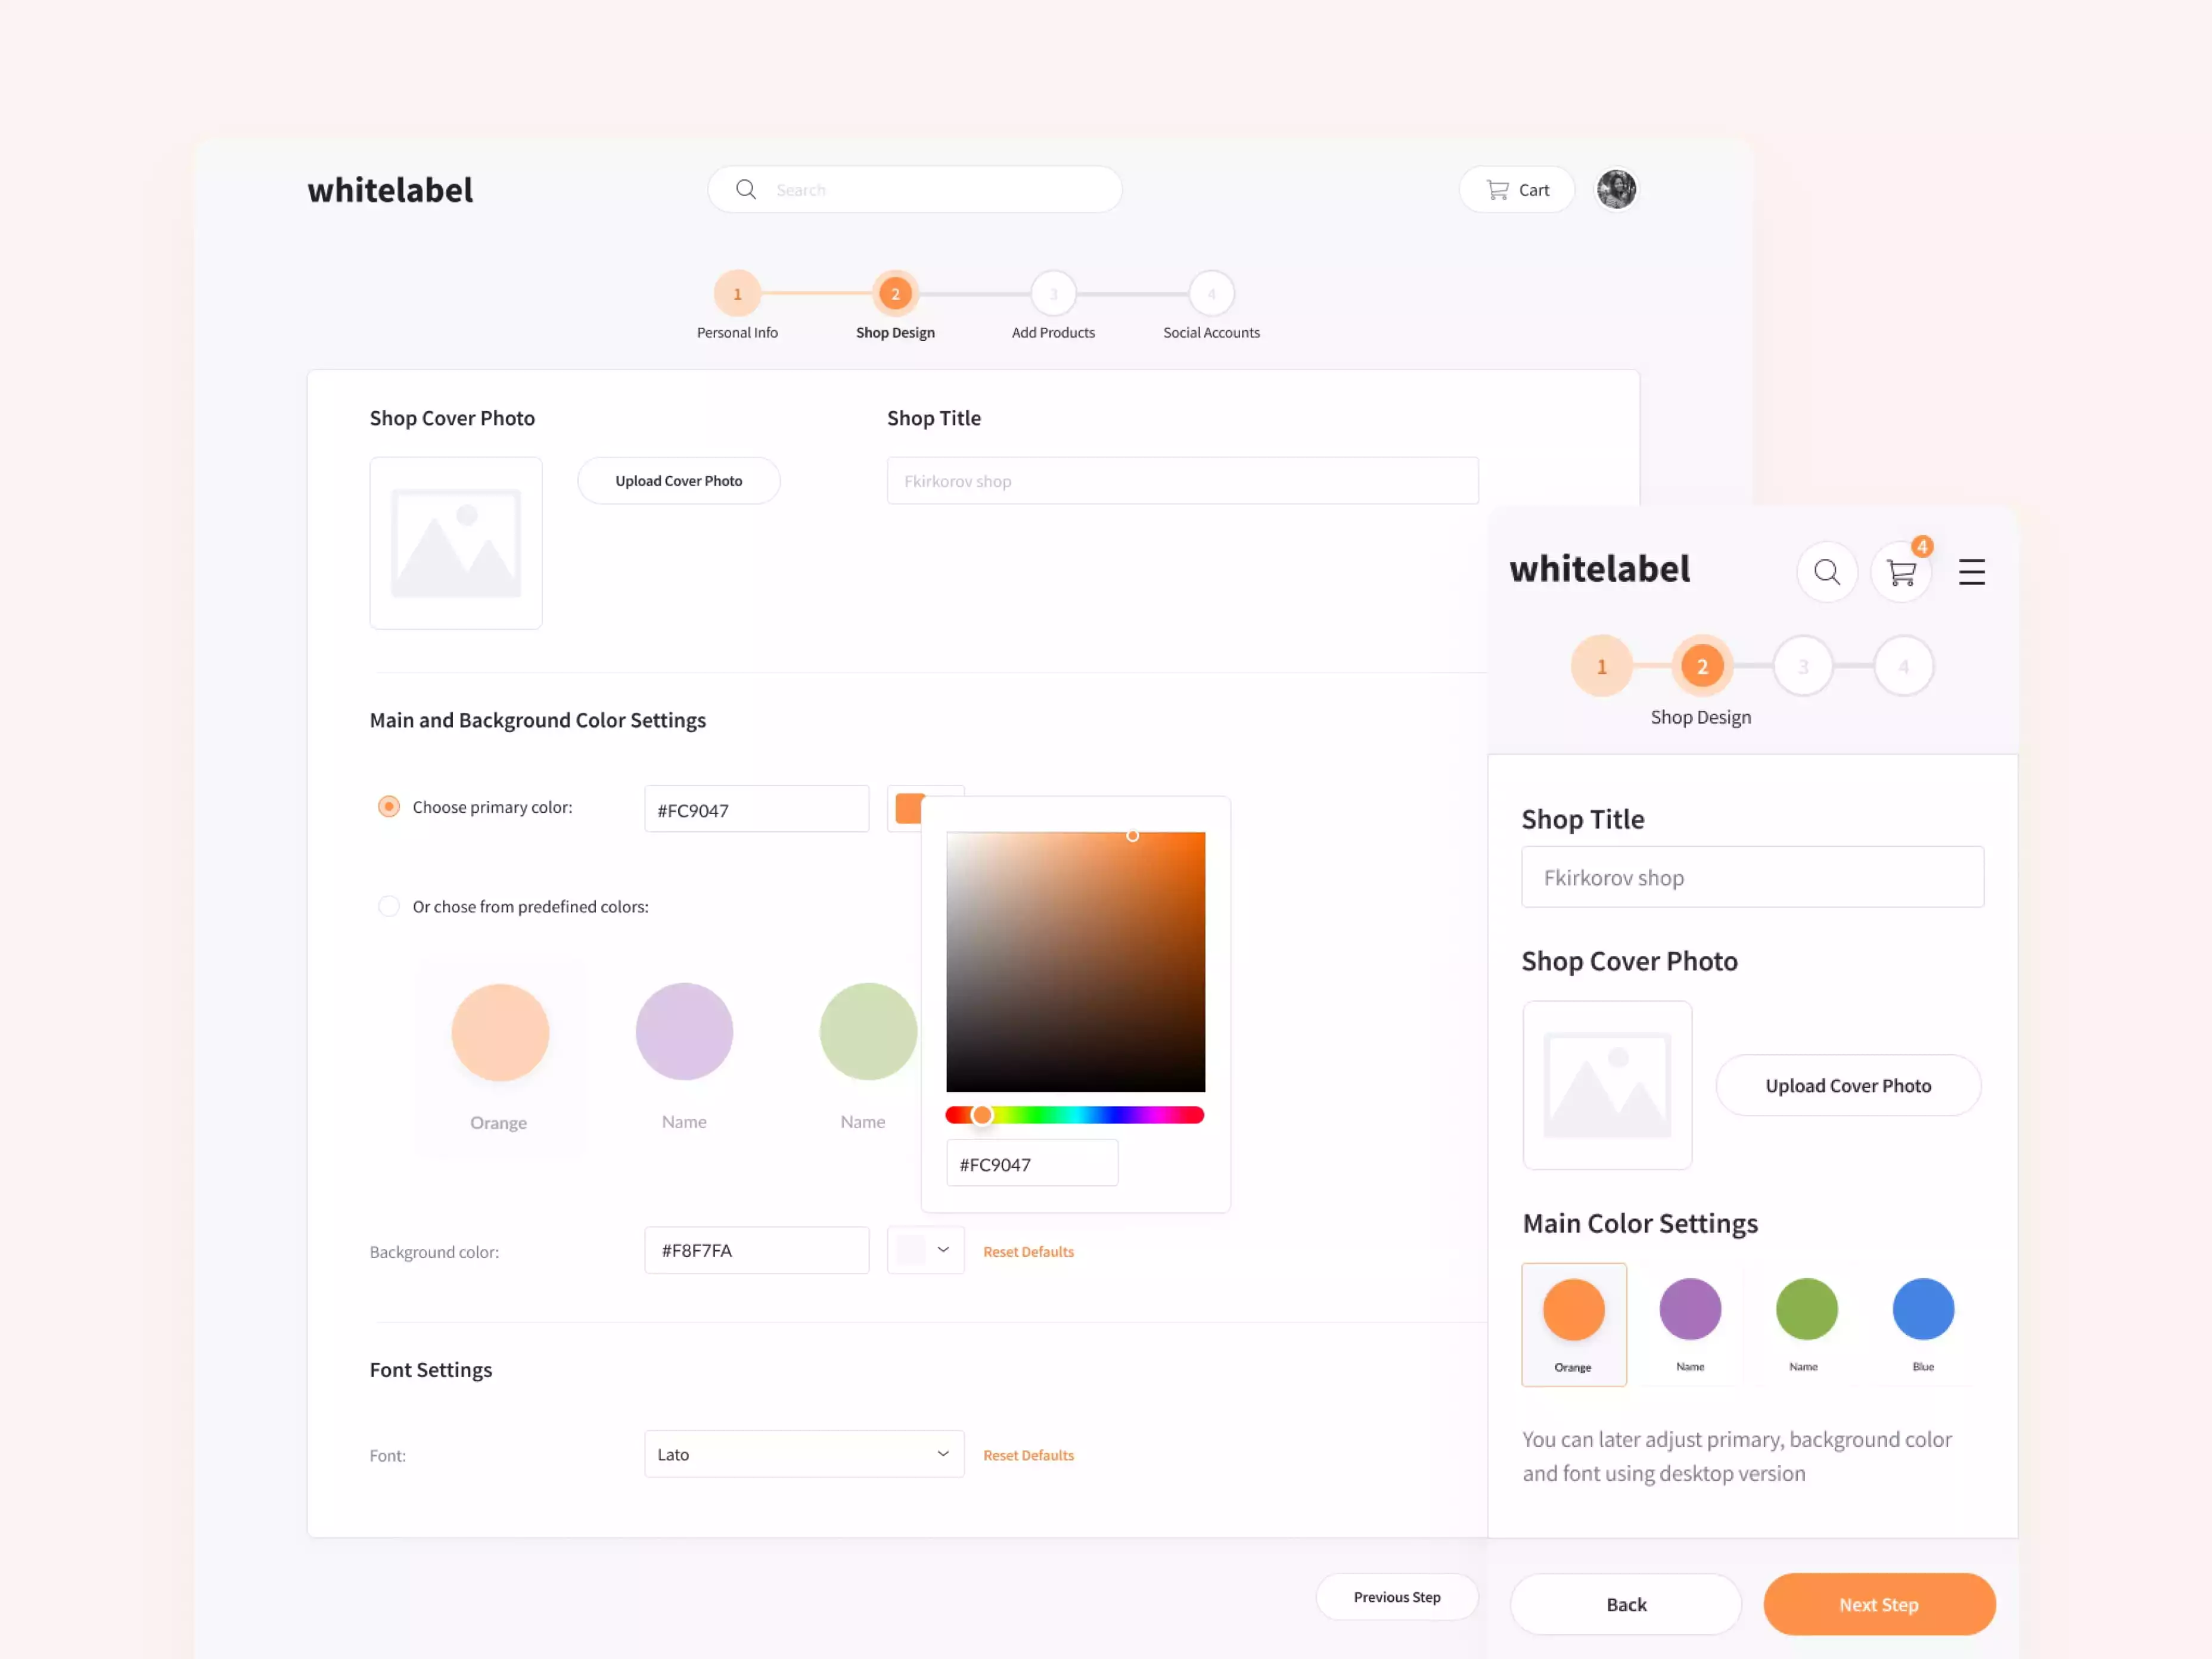 whitelabel
Search
Cart
1
2
3
4
Personal Info
Shop Design
Add Products
Social Accounts
Shop Cover Photo
Upload Cover Photo
Shop Title
Fkirkorov shop
Main and Background Color Settings
Choose primary color:
#FC9047
Or chose from predefined colors:
Orange
Name
Name
#FC9047
Background color:
#F8F7FA
Reset Defaults
Font Settings
Font:
Lato
Reset Defaults
Previous Step
whitelabel
4
1
2
3
4
Shop Design
Shop Title
Fkirkorov shop
Shop Cover Photo
Upload Cover Photo
Main Color Settings
Orange
Name
Name
Blue
You can later adjust primary, background color
and font using desktop version
Back
Next Step